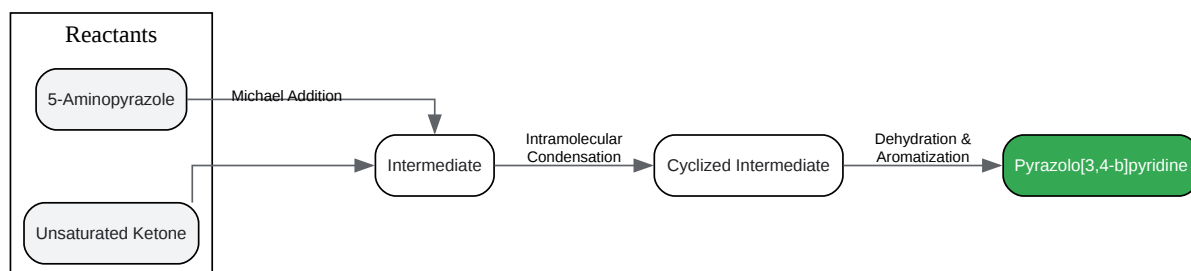 Reactants
5-Aminopyrazole
Michael Addition
Unsaturated Ketone
Intermediate
Intramolecular
Condensation
Cyclized Intermediate
Dehydration &
Aromatization
Pyrazolo[3,4-b]pyridine